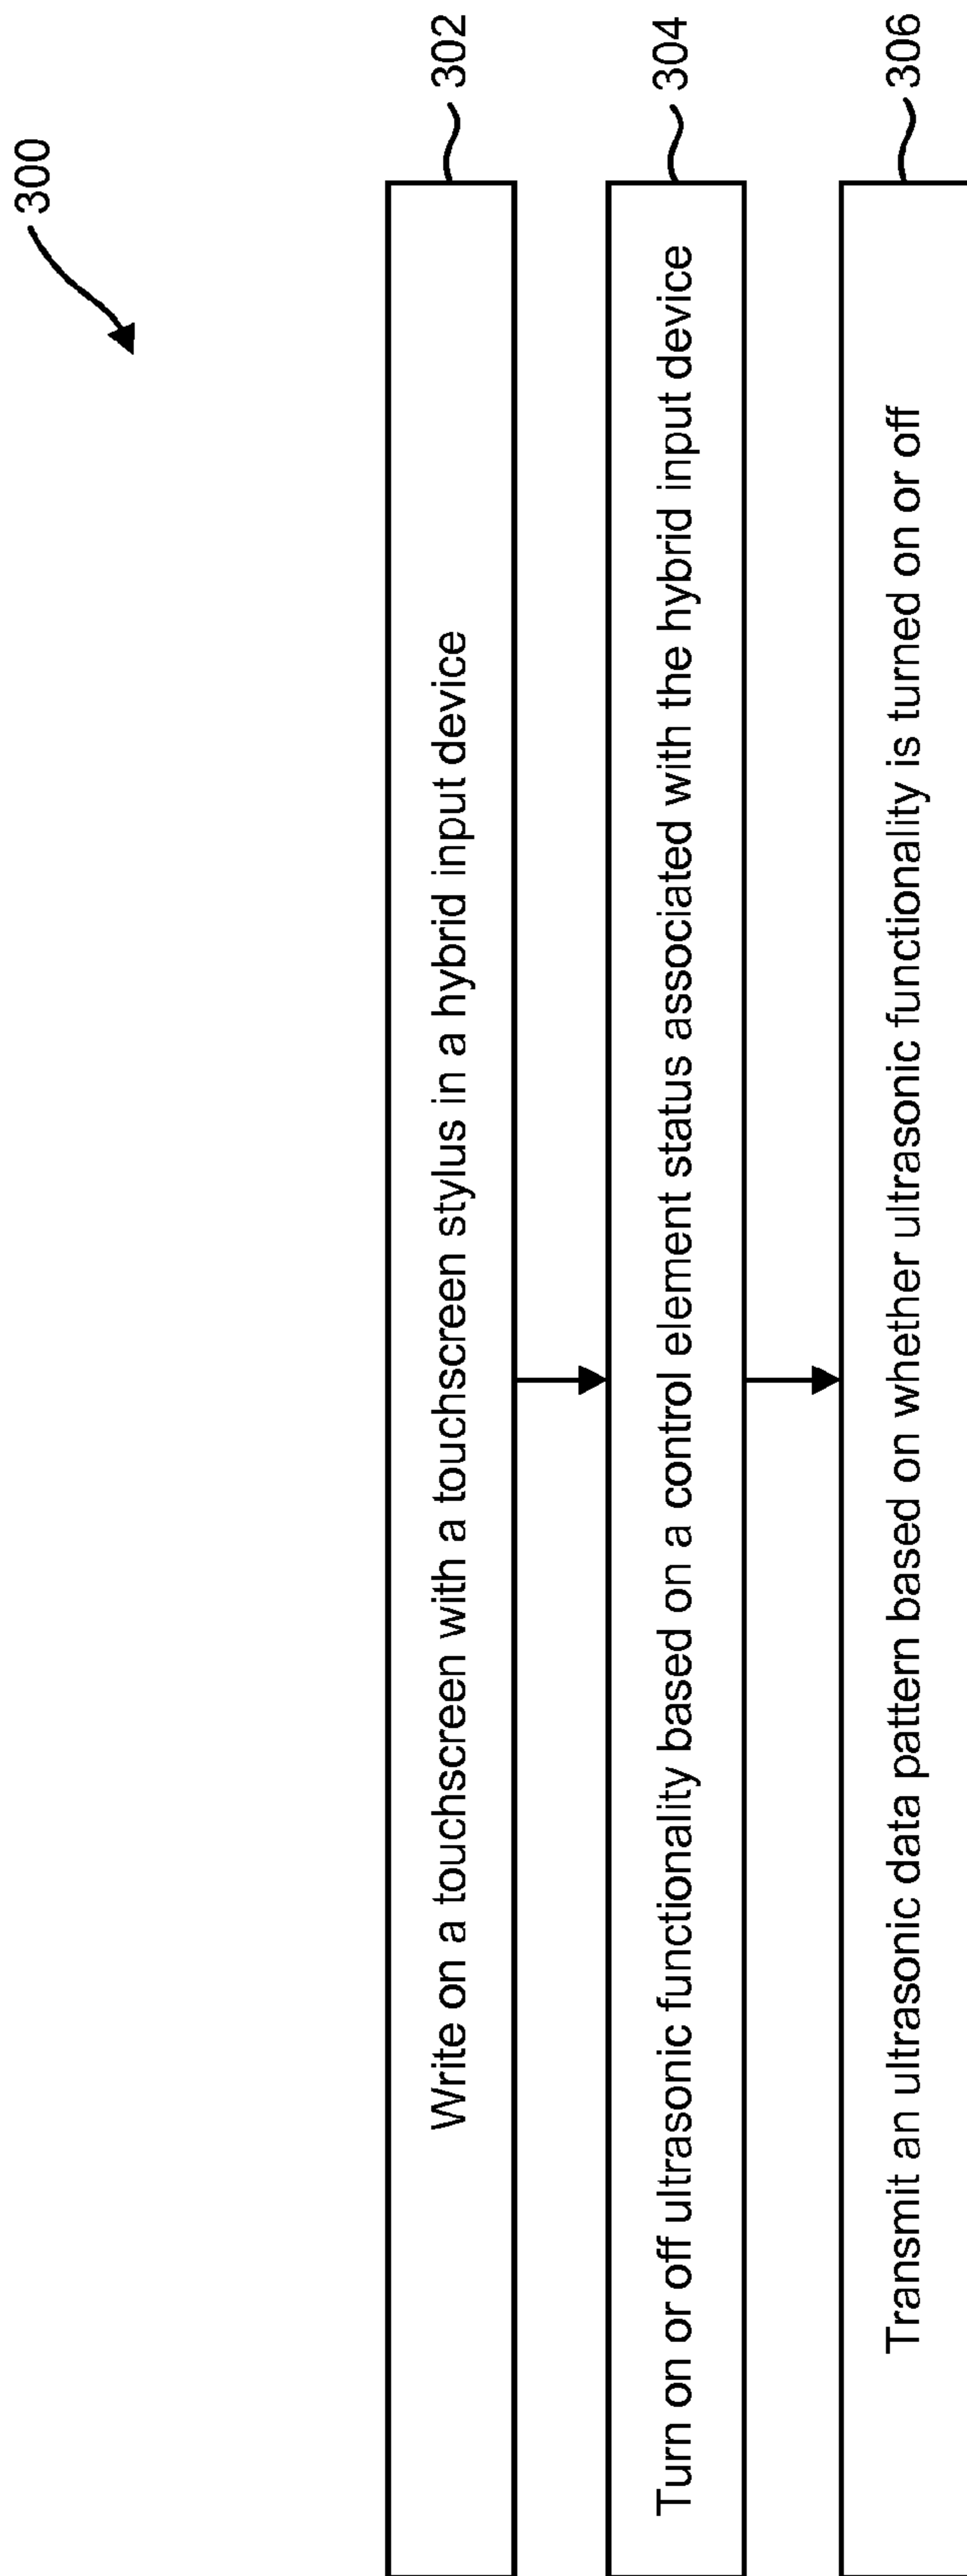 300
Write on a touchscreen with a touchscreen stylus in a hybrid input device
302
Turn on or off ultrasonic functionality based on a control element status associated with the hybrid input device
304
Transmit an ultrasonic data pattern based on whether ultrasonic functionality is turned on or off
306